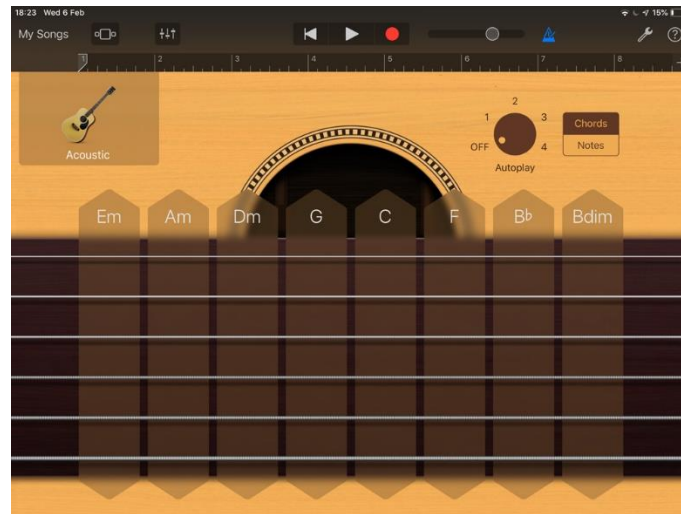 18:23 Wed 6 Feb 15%
My Songs
1 2 3 4 5 6 7 8
Acoustic
2
1 3
OFF 4
Autoplay
Chords
Notes
Em Am Dm G C F B♭ Bdim